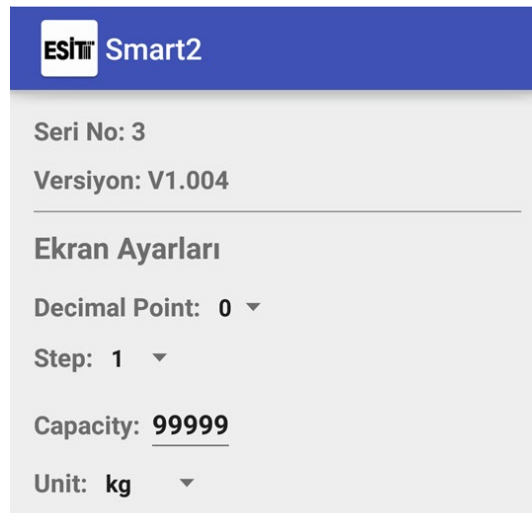 ESİT Smart2
Seri No: 3
Versiyon: V1.004
Ekran Ayarları
Decimal Point: 0
Step: 1
Capacity: 99999
Unit: kg